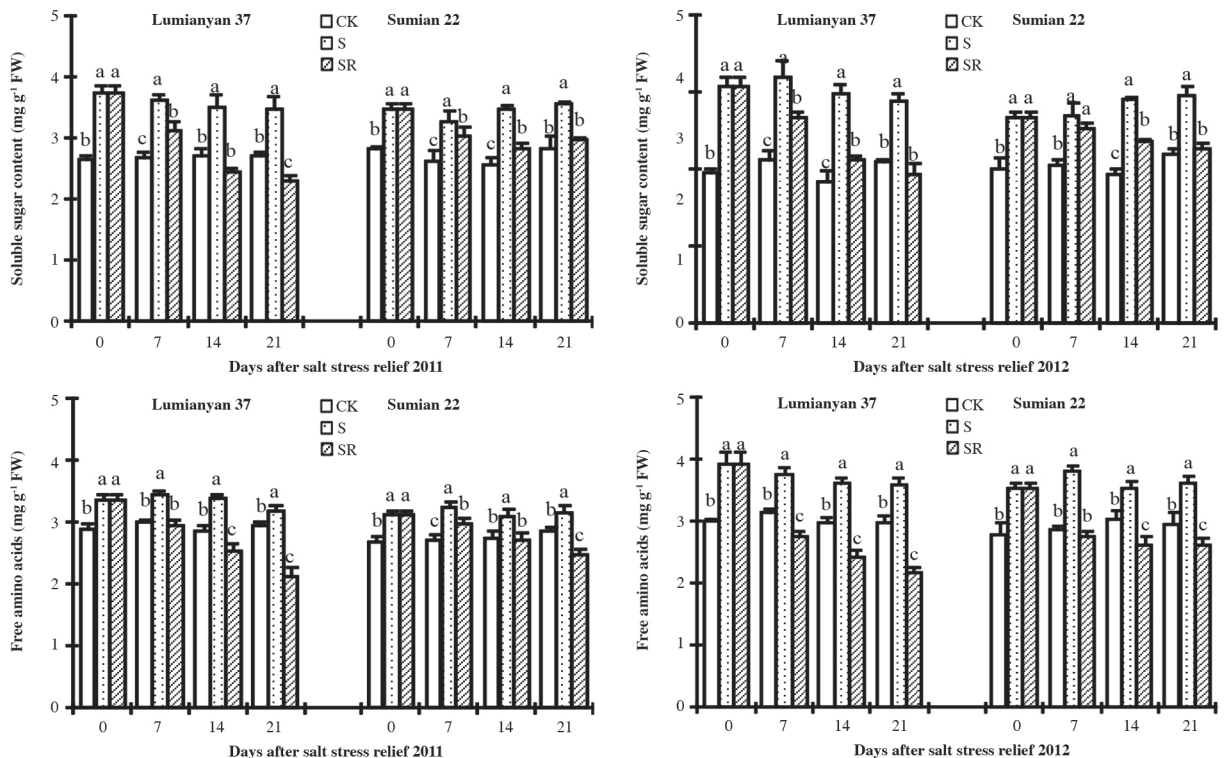 Lumianyan 37
Sumian 22
CK
S
SR
Soluble sugar content (mg g⁻¹ FW)
5
4
3
2
1
0
b a a c a b b a b b a c
b a a c a b c a b b a b
0 7 14 21 0 7 14 21
Days after salt stress relief 2011
Lumianyan 37
Sumian 22
CK
S
SR
Soluble sugar content (mg g⁻¹ FW)
5
4
3
2
1
0
b a a c a b c a b b a b
b a a b a a c a b b a b
0 7 14 21 0 7 14 21
Days after salt stress relief 2012
Lumianyan 37
Sumian 22
CK
S
SR
Free amino acids (mg g⁻¹ FW)
5
4
3
2
1
0
b a a b a b b a c b a c
b a a c a b b a b b a c
0 7 14 21 0 7 14 21
Days after salt stress relief 2011
Lumianyan 37
Sumian 22
CK
S
SR
Free amino acids (mg g⁻¹ FW)
5
4
3
2
1
0
b a a b a c b a c b a c
b a a b a b b a c b a c
0 7 14 21 0 7 14 21
Days after salt stress relief 2012